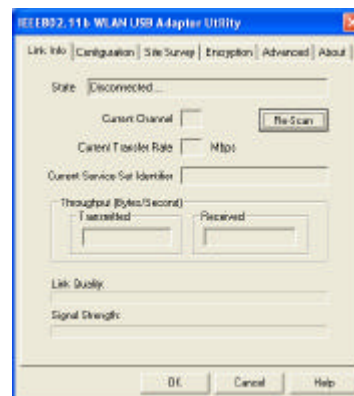 IEEE802.11b WLAN USB Adapter Utility
Link Info Configuration Site Survey Encryption Advanced About
State Disconnected...
Current Channel Re-Scan
Current Transfer Rate Mbps
Current Service Set Identifier
Throughput (Bytes/Second)
Transmitted Received
Link Quality:
Signal Strength:
OK Cancel Help